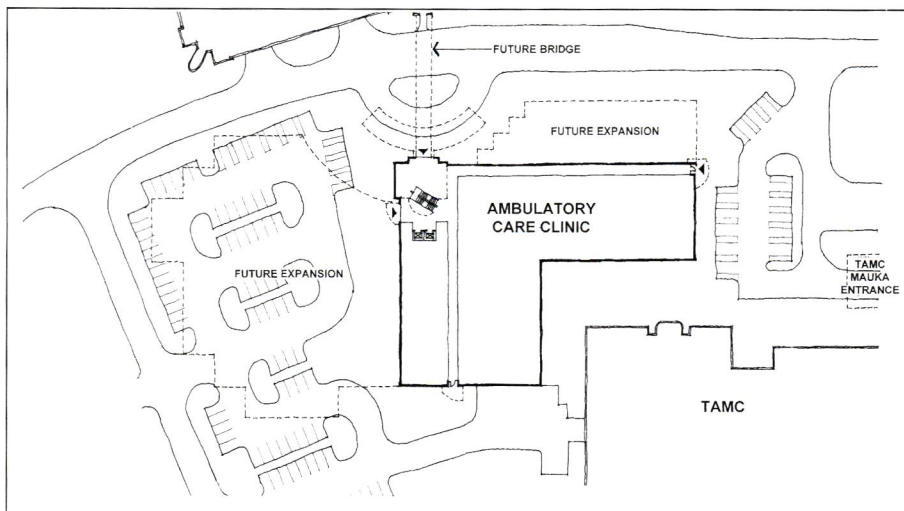 FUTURE BRIDGE
FUTURE EXPANSION
AMBULATORY
CARE CLINIC
TAMC
MAUKA
ENTRANCE
FUTURE EXPANSION
TAMC